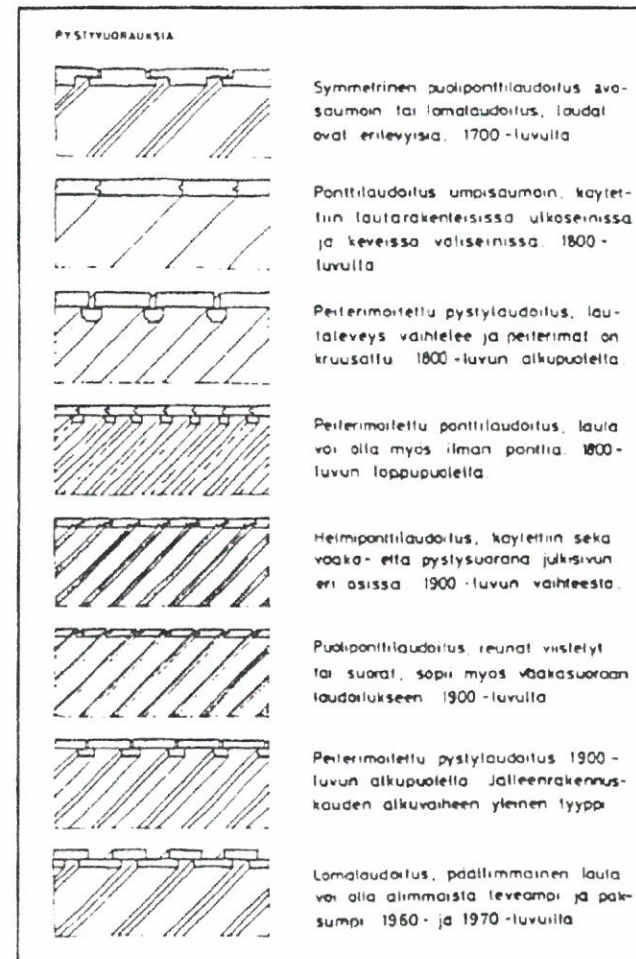 PYSTYVUORAUKSIA
Symmetrinen puoliponttilaudoitus avo-
saumoin tai lomalaudoitus, laudat
ovat erilevyisiä. 1700-luvulta
Ponttilaudoitus umpisaumoin, käytet-
tiin lautarakenteisissa ulkoseinissä
ja keveissä väliseinissä. 1800-
luvulta
Peiterimoitettu pystylaudoitus, lau-
taleveys vaihtelee ja peiterimat on
kruusattu 1800-luvun alkupuolelta.
Peiterimoitettu ponttilaudoitus, lauta
voi olla myös ilman ponttia. 1800-
luvun loppupuolelta.
Helmiponttilaudoitus, käytettiin sekä
vaaka- että pystysuorana julkisivun
eri osissa. 1900-luvun vaihteesta.
Puoliponttilaudoitus, reunat viistetyt
tai suorat, sopii myös vaakasuoraan
laudoitukseen 1900-luvulta
Peiterimoitettu pystylaudoitus 1900-
luvun alkupuolelta Jälleenrakennus-
kauden alkuvaiheen yleinen tyyppi
Lomalaudoitus, päällimmäinen lauta
voi olla alimmaista leveämpi ja pak-
sumpi 1960- ja 1970-luvuilta